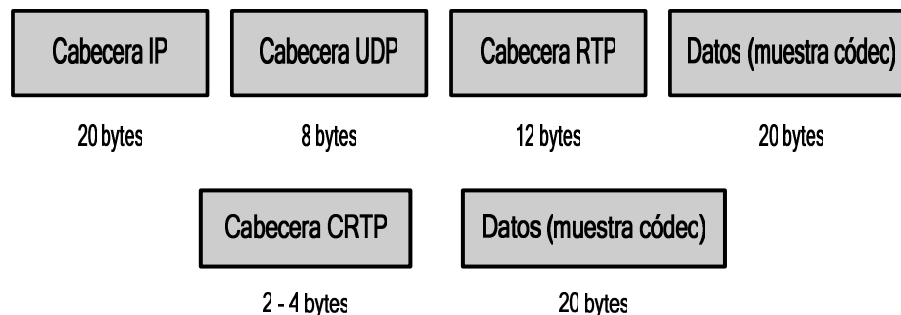 Cabecera IP Cabecera UDP Cabecera RTP Datos (muestra códec)
20 bytes 8 bytes 12 bytes 20 bytes
Cabecera CRTP Datos (muestra códec)
2 - 4 bytes 20 bytes